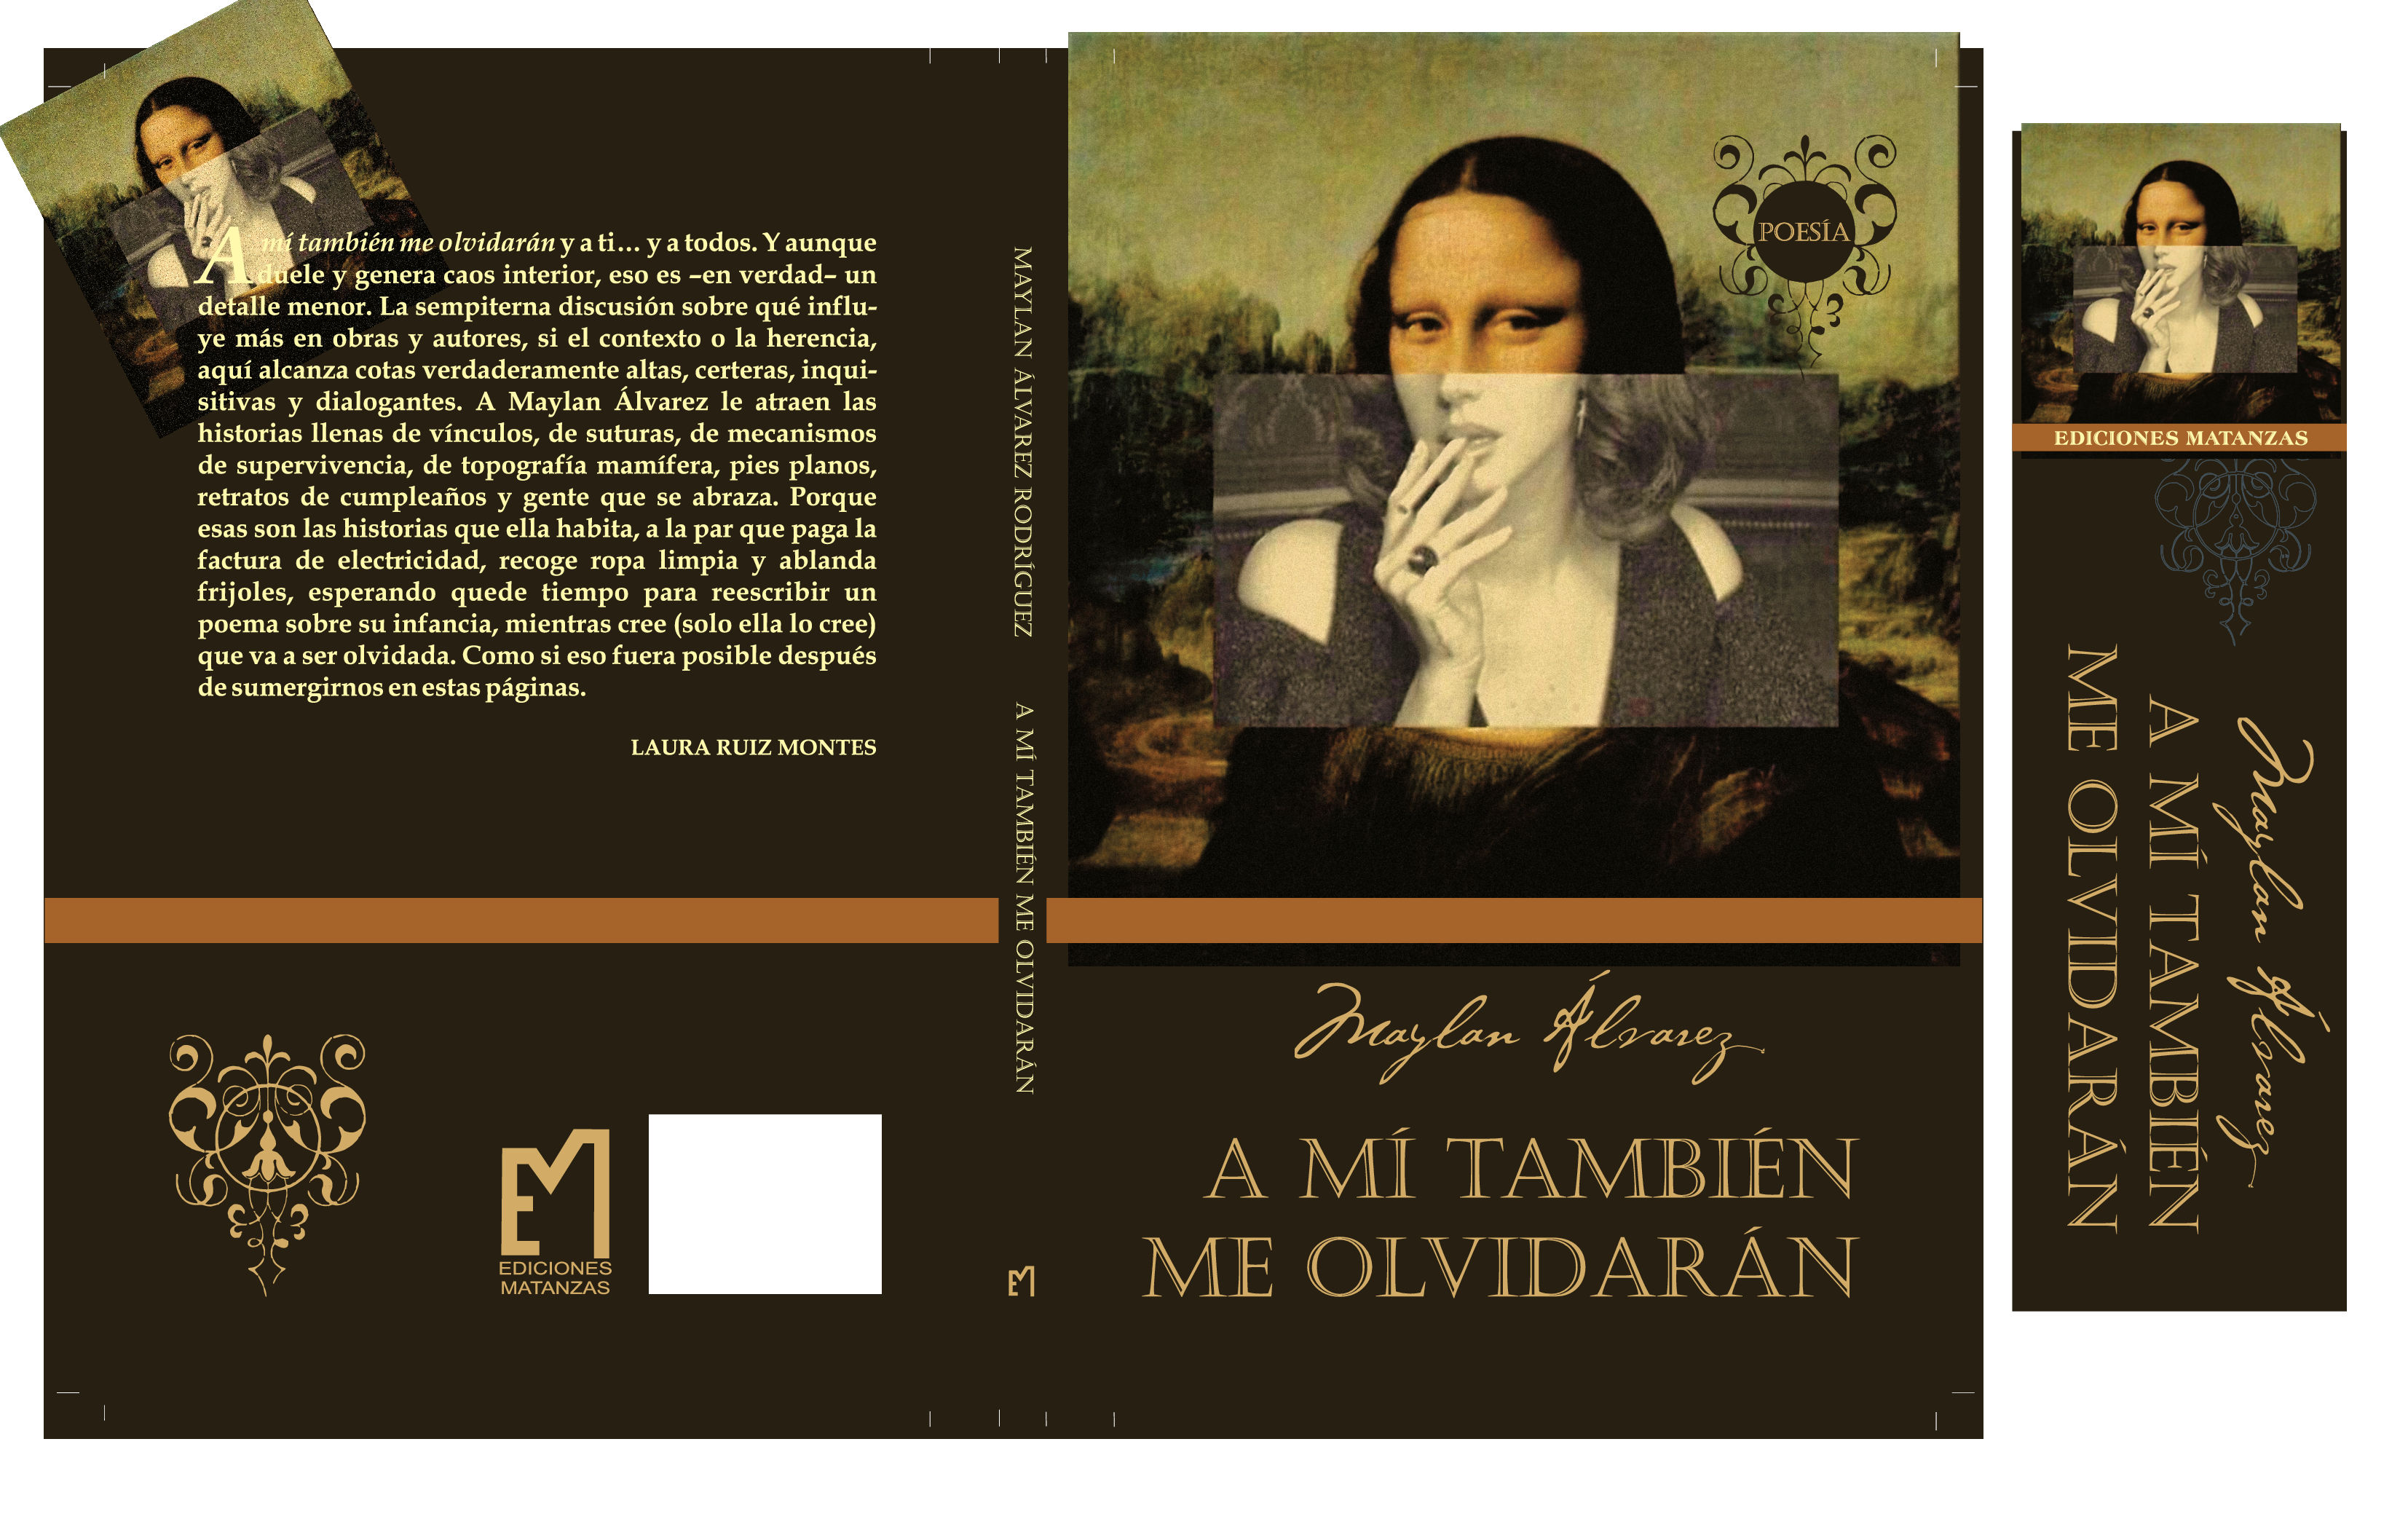 A mí también me olvidarán y a ti… y a todos. Y aunque
duele y genera caos interior, eso es –en verdad– un
detalle menor. La sempiterna discusión sobre qué influ-
ye más en obras y autores, si el contexto o la herencia,
aquí alcanza cotas verdaderamente altas, certeras, inqui-
sitivas y dialogantes. A Maylan Álvarez le atraen las
historias llenas de vínculos, de suturas, de mecanismos
de supervivencia, de topografía mamífera, pies planos,
retratos de cumpleaños y gente que se abraza. Porque
esas son las historias que ella habita, a la par que paga la
factura de electricidad, recoge ropa limpia y ablanda
frijoles, esperando quede tiempo para reescribir un
poema sobre su infancia, mientras cree (solo ella lo cree)
que va a ser olvidada. Como si eso fuera posible después
de sumergirnos en estas páginas.
LAURA RUIZ MONTES
EM
EDICIONES
MATANZAS
MAYLAN ÁLVAREZ RODRÍGUEZ A MÍ TAMBIÉN ME OLVIDARÁN
EM
POESÍA
Maylan Álvarez
A MÍ TAMBIÉN
ME OLVIDARÁN
EDICIONES MATANZAS
Maylan Álvarez
A MÍ TAMBIÉN
ME OLVIDARÁN